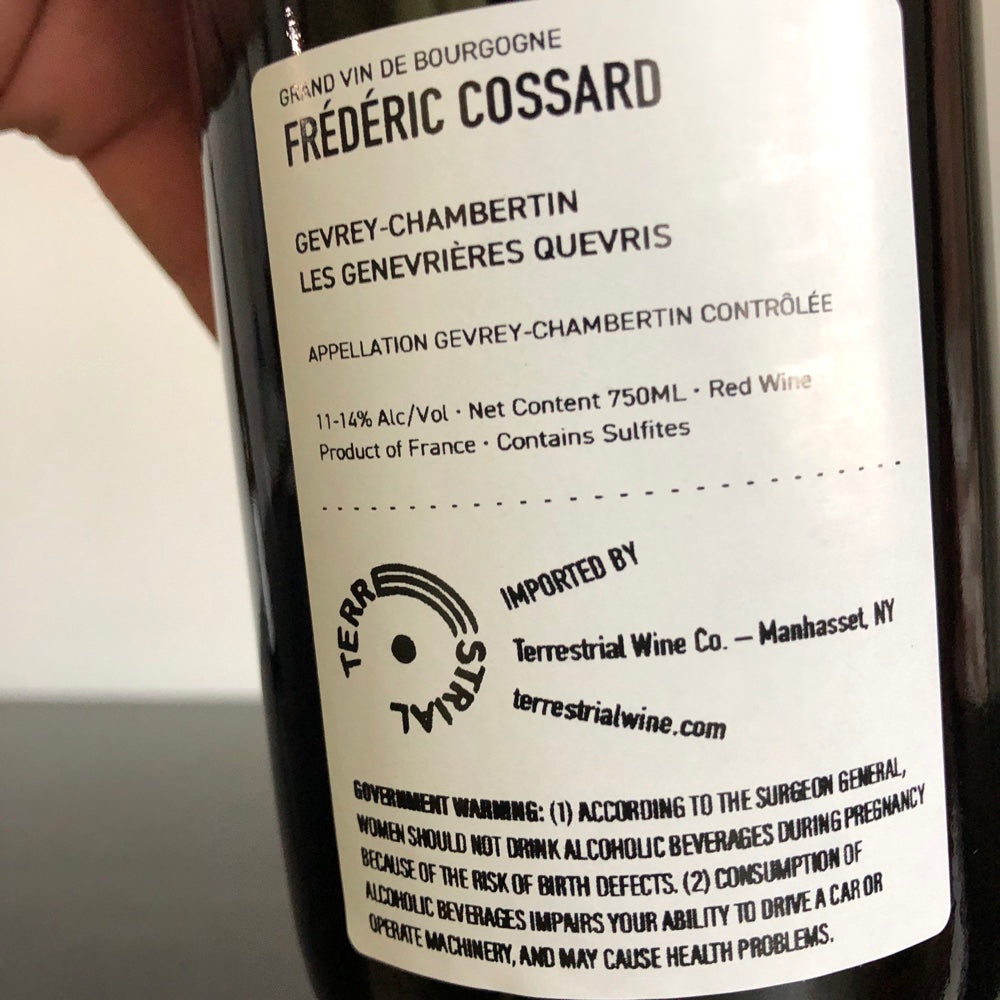 GRAND VIN DE BOURGOGNE
FRÉDÉRIC COSSARD
GEVREY-CHAMBERTIN
LES GENEVRIÈRES QUEVRIS
APPELLATION GEVREY-CHAMBERTIN CONTRÔLÉE
11-14% Alc/Vol · Net Content 750ML · Red Wine
Product of France · Contains Sulfites
TERRESTRIAL
IMPORTED BY
Terrestrial Wine Co. — Manhasset, NY
terrestrialwine.com
GOVERNMENT WARNING: (1) ACCORDING TO THE SURGEON GENERAL,
WOMEN SHOULD NOT DRINK ALCOHOLIC BEVERAGES DURING PREGNANCY
BECAUSE OF THE RISK OF BIRTH DEFECTS. (2) CONSUMPTION OF
ALCOHOLIC BEVERAGES IMPAIRS YOUR ABILITY TO DRIVE A CAR OR
OPERATE MACHINERY, AND MAY CAUSE HEALTH PROBLEMS.